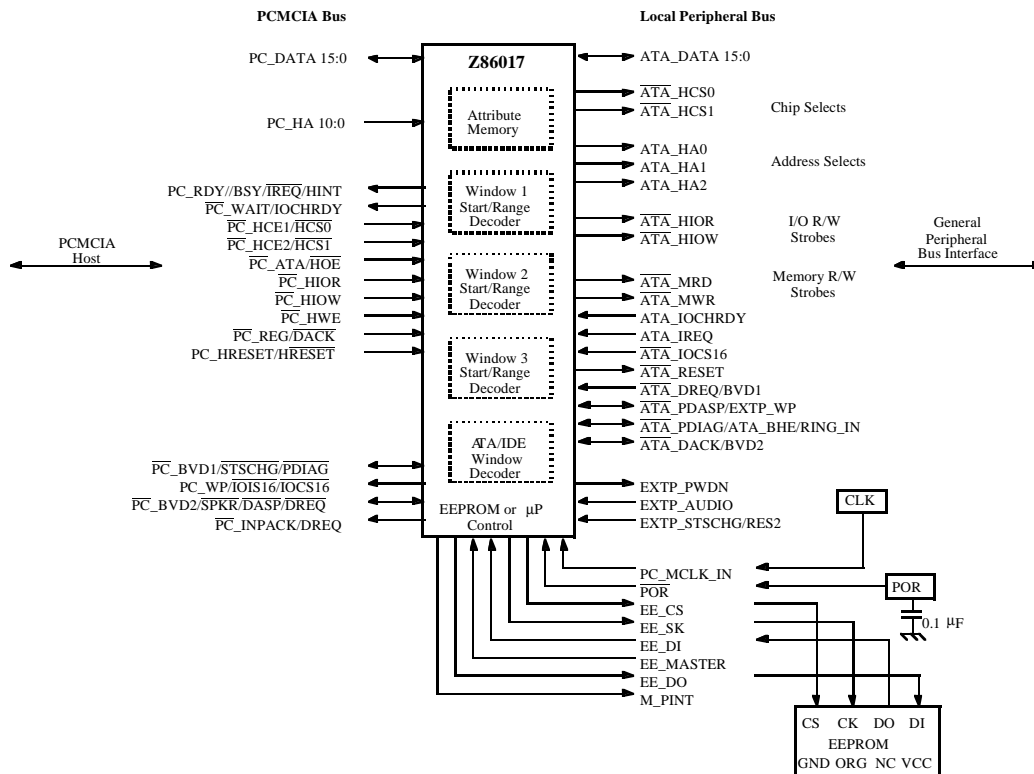 PCMCIA Bus
Local Peripheral Bus
PC_DATA 15:0
Z86017
ATA_DATA 15:0
Attribute
Memory
ATA_HCS0
ATA_HCS1
Chip Selects
PC_HA 10:0
ATA_HA0
ATA_HA1
ATA_HA2
Address Selects
PC_RDY//BSY/IREQ/HINT
PC_WAIT/IOCHRDY
PC_HCE1/HCS0
PC_HCE2/HCS1
PC_ATA/HOE
PC_HIOR
PC_HIOW
PC_HWE
PC_REG/DACK
PC_HRESET/HRESET
PCMCIA
Host
Window 1
Start/Range
Decoder
Window 2
Start/Range
Decoder
Window 3
Start/Range
Decoder
ATA/IDE
Window
Decoder
ATA_HIOR
ATA_HIOW
I/O R/W
Strobes
General
Peripheral
Bus Interface
ATA_MRD
ATA_MWR
Memory R/W
Strobes
ATA_IOCHRDY
ATA_IREQ
ATA_IOCS16
ATA_RESET
ATA_DREQ/BVD1
ATA_PDASP/EXTP_WP
ATA_PDIAG/ATA_BHE/RING_IN
ATA_DACK/BVD2
PC_BVD1/STSCHG/PDIAG
PC_WP/IOIS16/IOCS16
PC_BVD2/SPKR/DASP/DREQ
PC_INPACK/DREQ
EEPROM or μP
Control
EXTP_PWDN
EXTP_AUDIO
EXTP_STSCHG/RES2
CLK
PC_MCLK_IN
POR
POR
0.1 μF
EE_CS
EE_SK
EE_DI
EE_MASTER
EE_DO
M_PINT
CS CK DO DI
EEPROM
GND ORG NC VCC